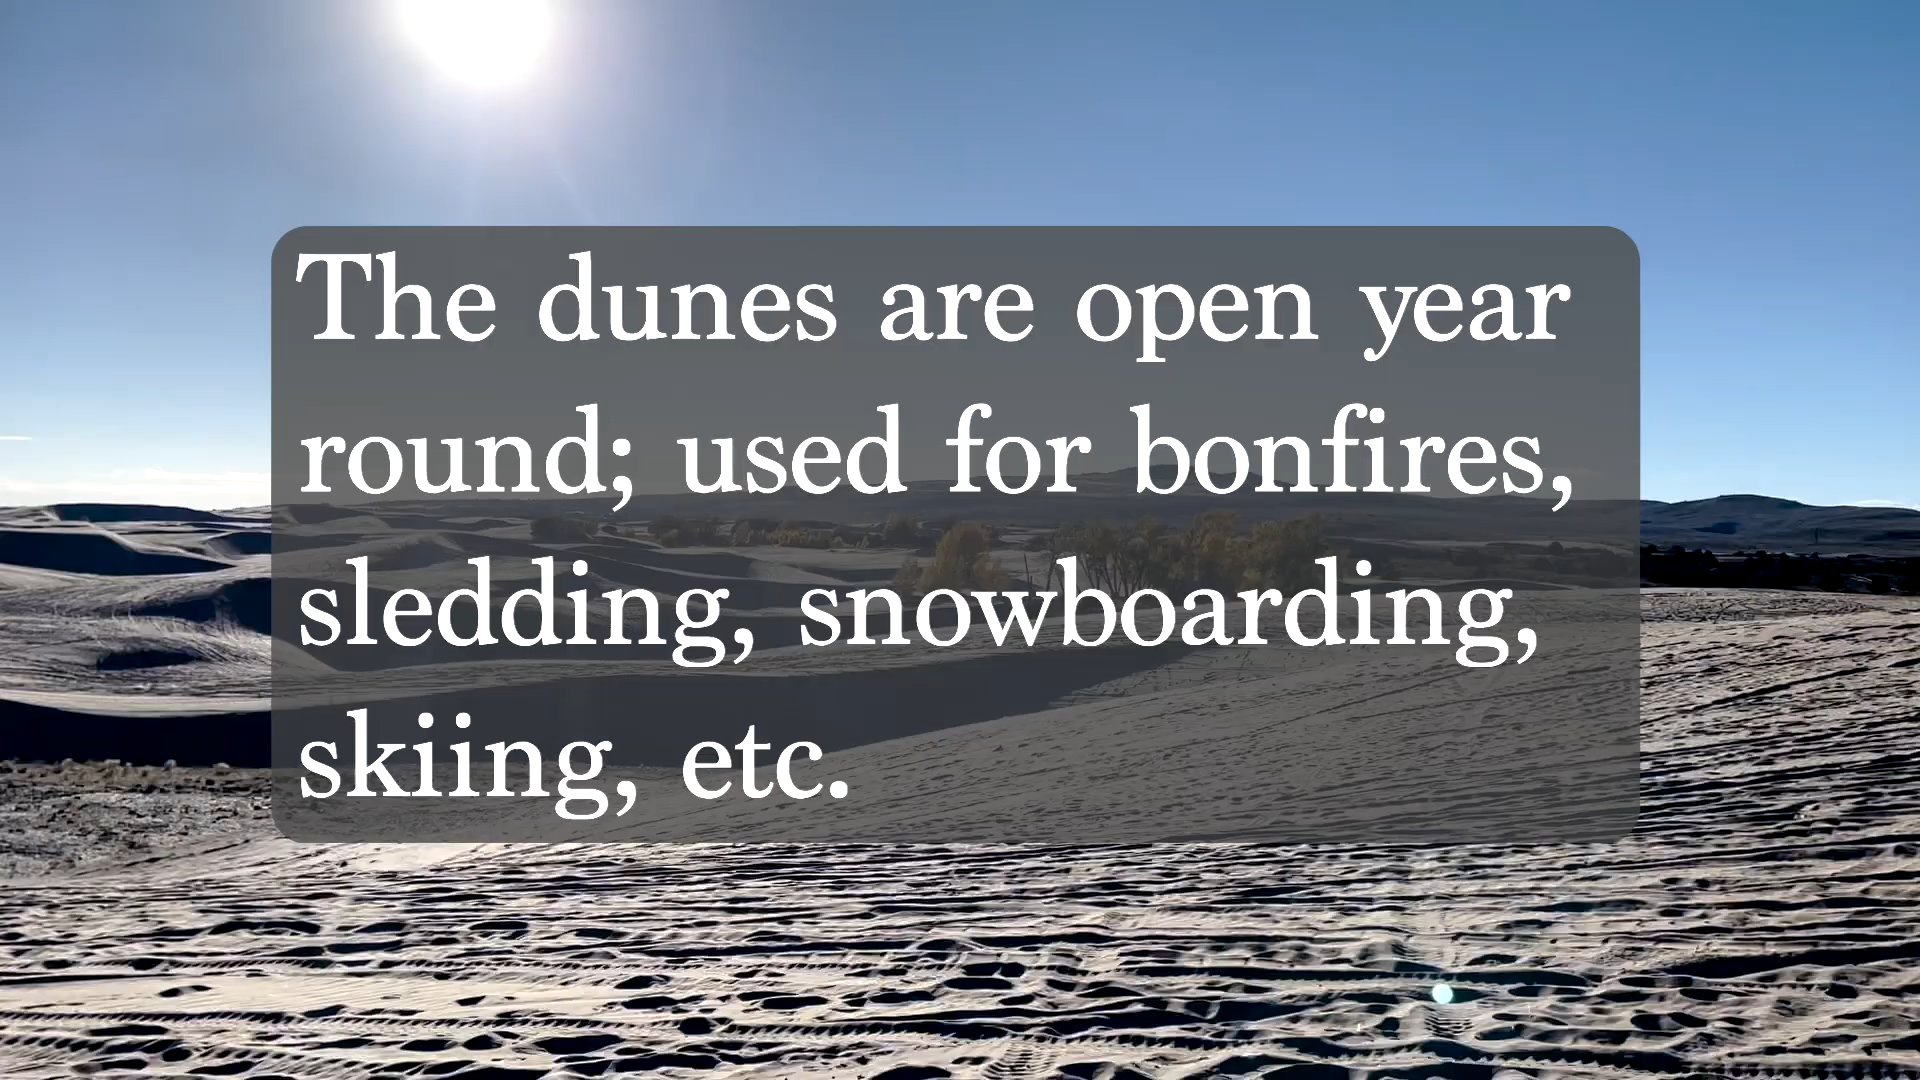 The dunes are open year
round; used for bonfires,
sledding, snowboarding,
skiing, etc.